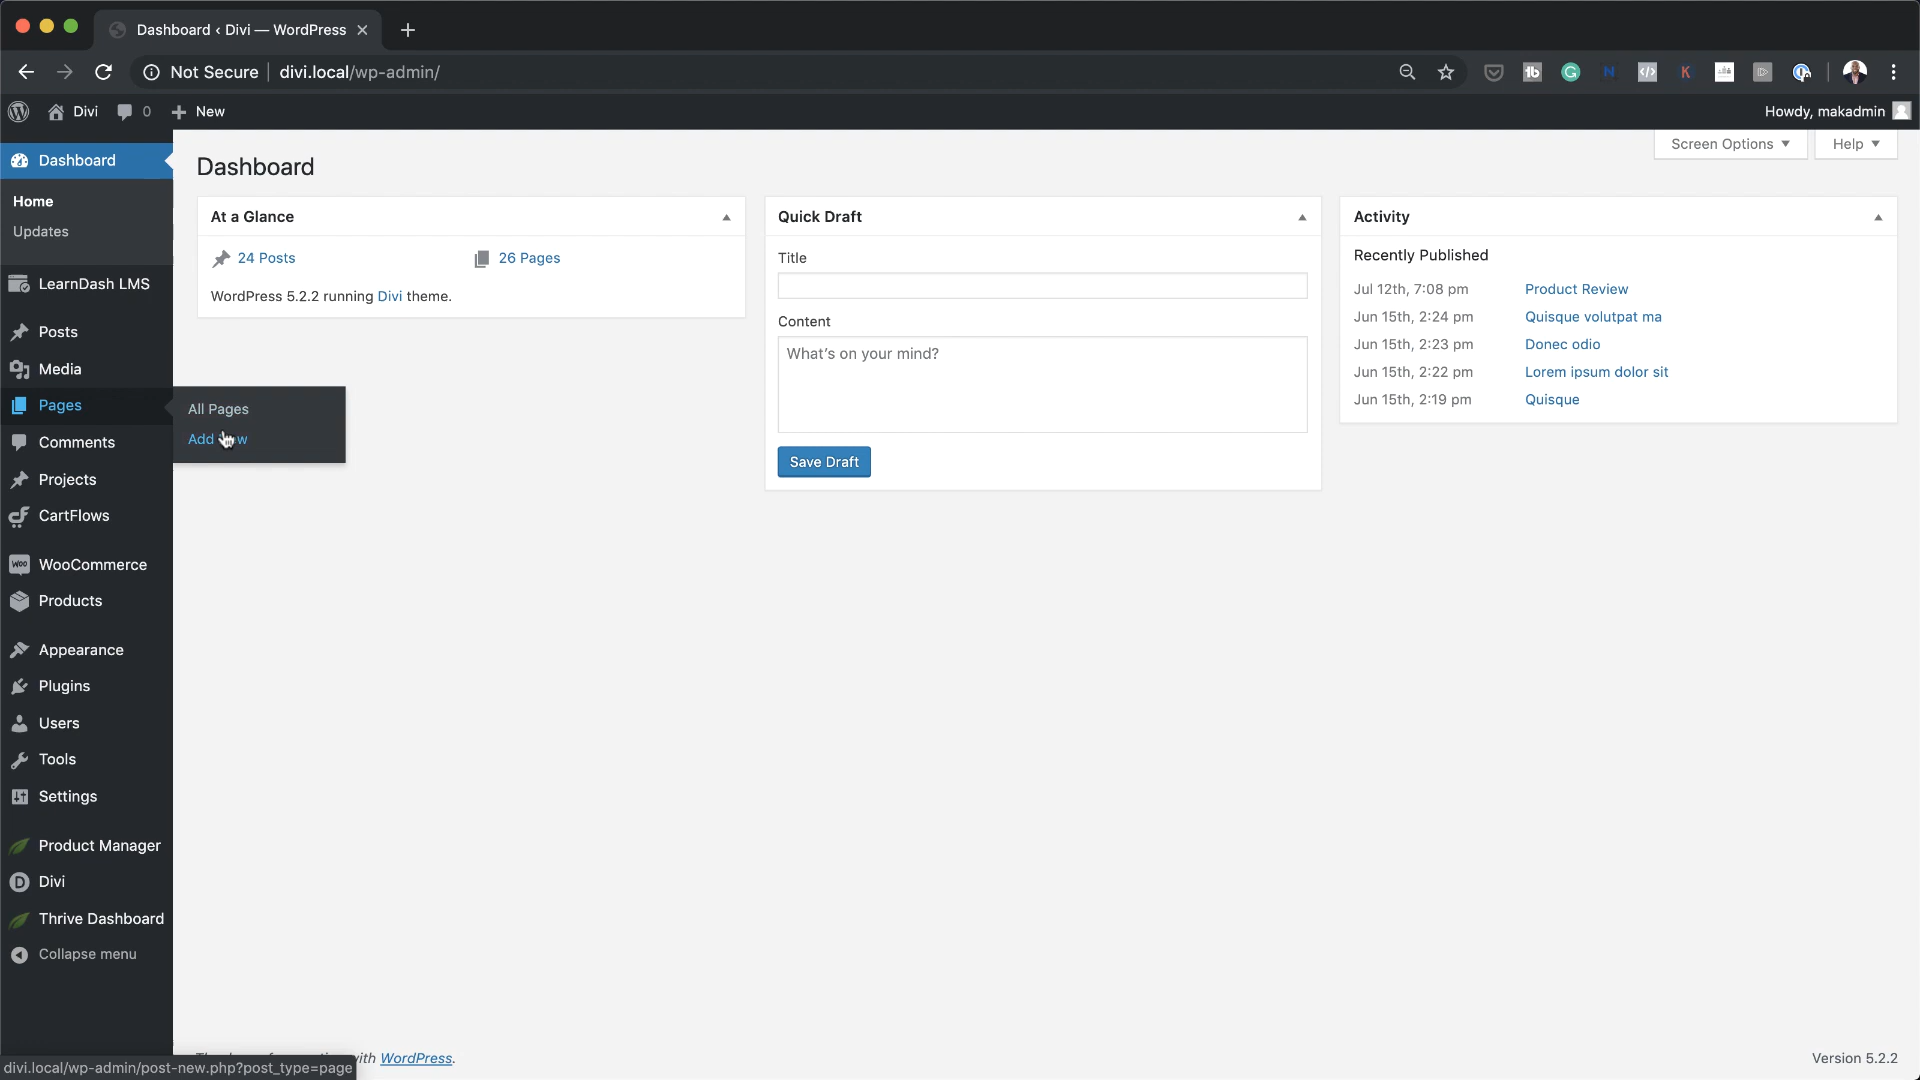 Dashboard ‹ Divi — WordPress
Not Secure
divi.local/wp-admin/
Divi
0
New
Howdy, makadmin
Dashboard
Home
Updates
LearnDash LMS
Posts
Media
Pages
Comments
Projects
CartFlows
WooCommerce
Products
Appearance
Plugins
Users
Tools
Settings
Product Manager
Divi
Thrive Dashboard
Collapse menu
All Pages
Add
Dashboard
Screen Options
Help
At a Glance
24 Posts
26 Pages
WordPress 5.2.2 running Divi theme.
Quick Draft
Title
Content
What's on your mind?
Save Draft
Activity
Recently Published
Jul 12th, 7:08 pm Product Review
Jun 15th, 2:24 pm Quisque volutpat ma
Jun 15th, 2:23 pm Donec odio
Jun 15th, 2:22 pm Lorem ipsum dolor sit
Jun 15th, 2:19 pm Quisque
WordPress.
Version 5.2.2
divi.local/wp-admin/post-new.php?post_type=page